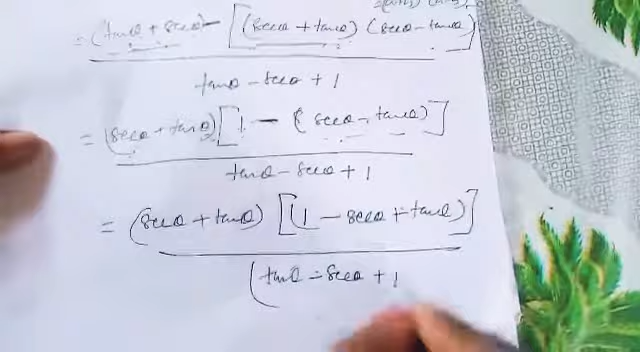 = (tanθ + secθ) - [(secθ + tanθ) (secθ - tanθ)]
tanθ - secθ + 1
= (secθ + tanθ) [1 - (secθ - tanθ)]
tanθ - secθ + 1
= (secθ + tanθ) [(1 - secθ + tanθ)]
(tanθ - secθ + 1